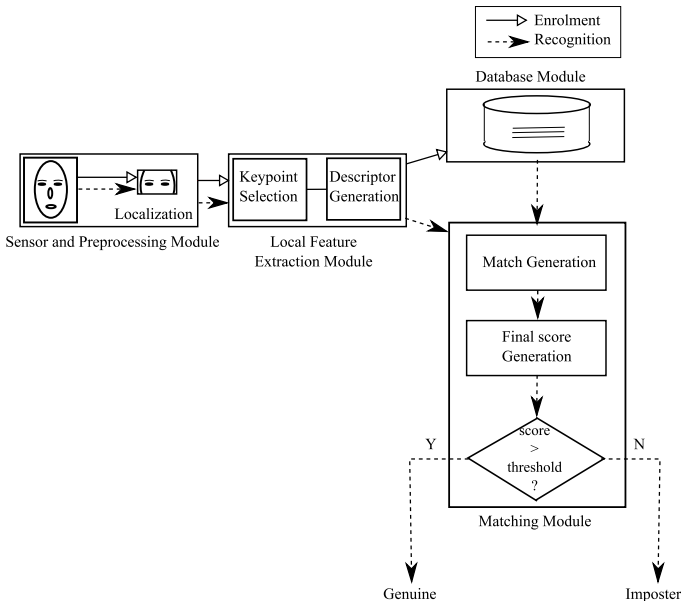 Enrolment
Recognition
Database Module
Keypoint
Selection
Descriptor
Generation
Localization
Sensor and Preprocessing Module
Local Feature
Extraction Module
Match Generation
Final score
Generation
score
>
threshold
?
Y
N
Matching Module
Genuine
Imposter